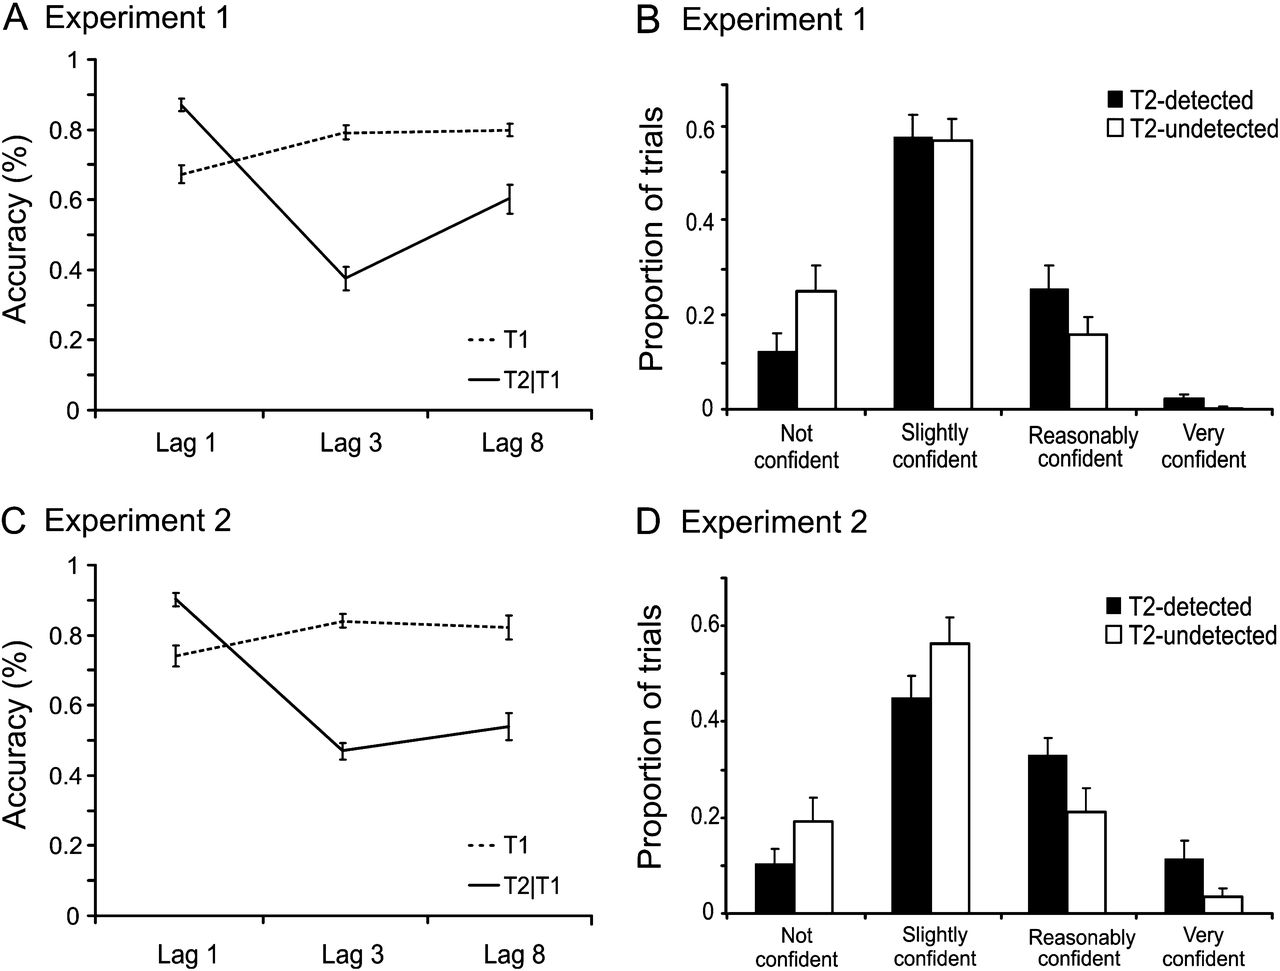 A Experiment 1
Accuracy (%)
1
0.8
0.6
0.4
0.2
0
T1
T2|T1
Lag 1 Lag 3 Lag 8
B Experiment 1
Proportion of trials
0.6
0.4
0.2
0
T2-detected
T2-undetected
Not confident
Slightly confident
Reasonably confident
Very confident
C Experiment 2
Accuracy (%)
1
0.8
0.6
0.4
0.2
0
T1
T2|T1
Lag 1 Lag 3 Lag 8
D Experiment 2
Proportion of trials
0.6
0.4
0.2
0
T2-detected
T2-undetected
Not confident
Slightly confident
Reasonably confident
Very confident